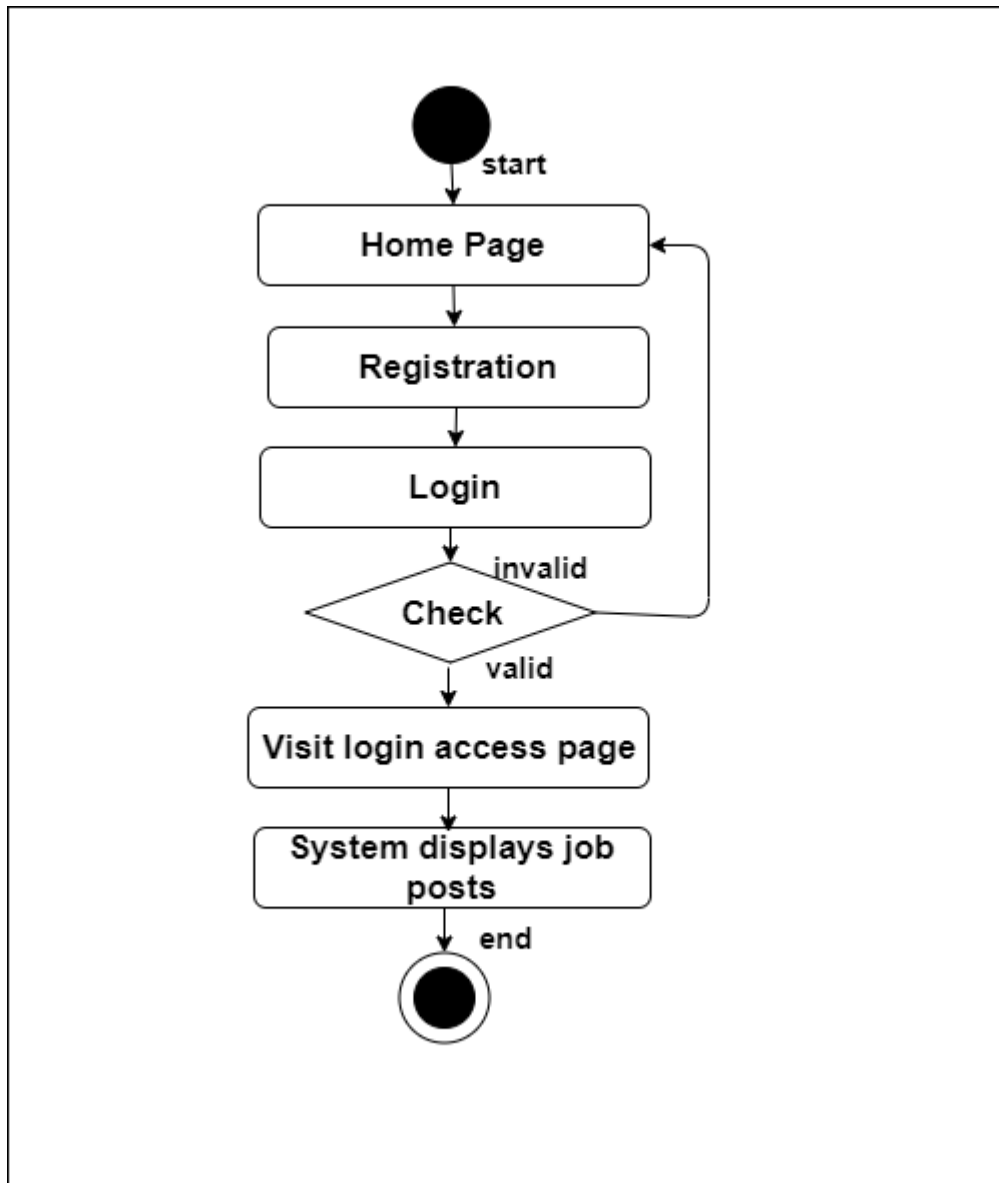 start
Home Page
Registration
Login
invalid
Check
valid
Visit login access page
System displays job
posts
end